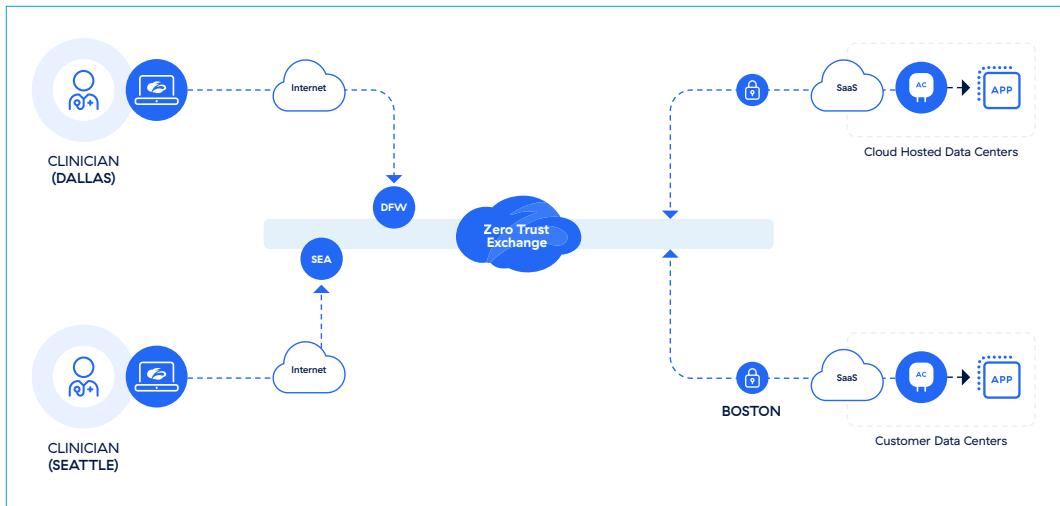 Internet
SaaS
AC
APP
CLINICIAN
(DALLAS)
Cloud Hosted Data Centers
DFW
Zero Trust
Exchange
SEA
Internet
SaaS
AC
APP
BOSTON
CLINICIAN
(SEATTLE)
Customer Data Centers